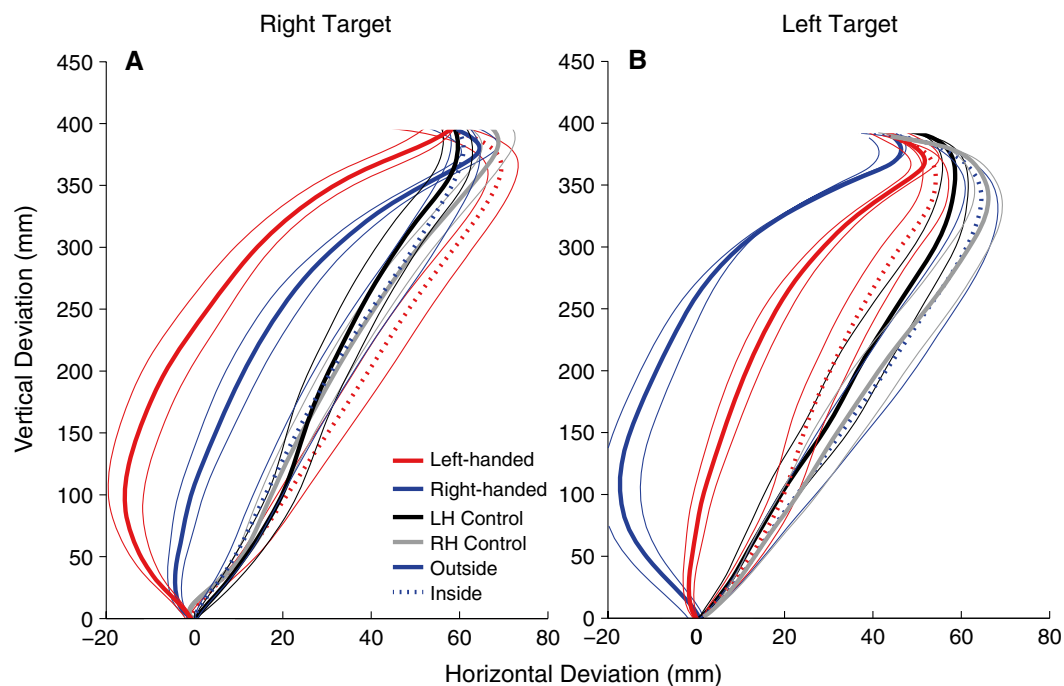 Right Target
Left Target
A
B
450
400
350
300
250
200
150
100
50
0
450
400
350
300
250
200
150
100
50
0
Vertical Deviation (mm)
Left-handed
Right-handed
LH Control
RH Control
Outside
Inside
−20 0 20 40 60 80
−20 0 20 40 60 80
Horizontal Deviation (mm)